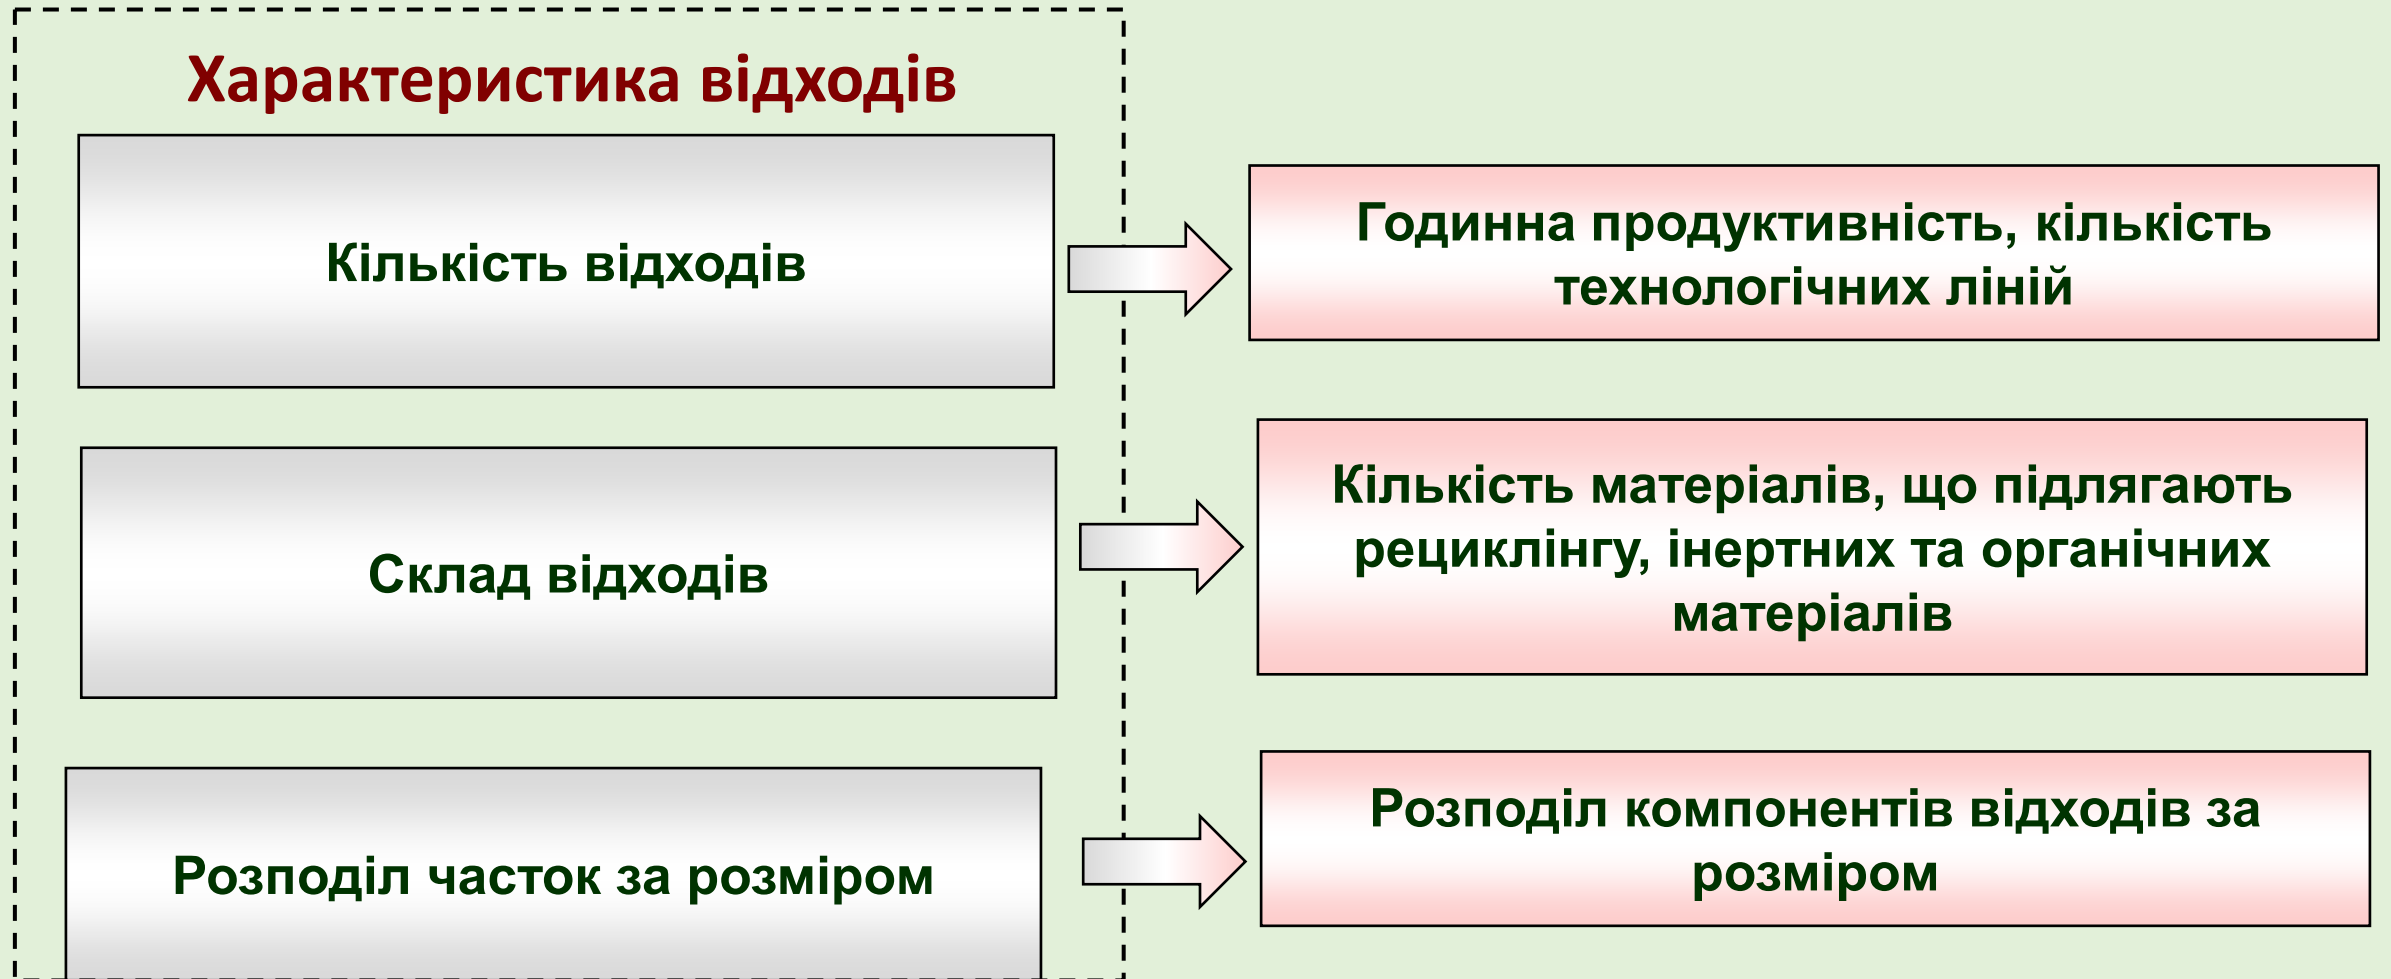 Характеристика відходів
Кількість відходів
Годинна продуктивність, кількість
технологічних ліній
Склад відходів
Кількість матеріалів, що підлягають
рециклінгу, інертних та органічних
матеріалів
Розподіл часток за розміром
Розподіл компонентів відходів за
розміром